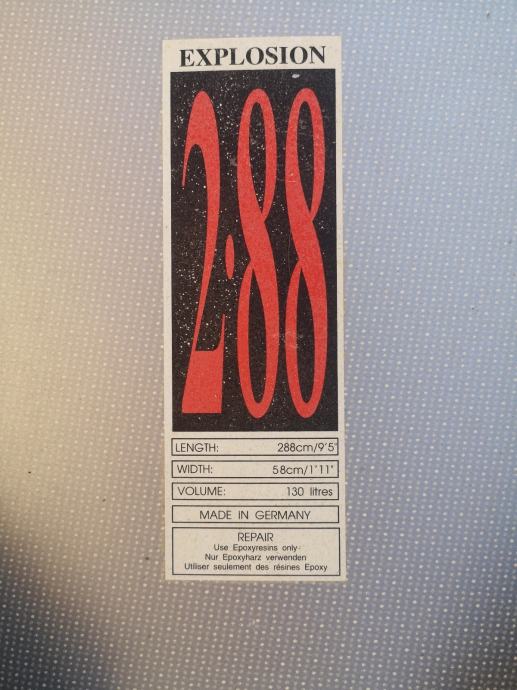 EXPLOSION
2.88
LENGTH: 288cm/9'5"
WIDTH: 58cm/1'11"
VOLUME: 130 litres
MADE IN GERMANY
REPAIR
Use Epoxyresins only
Nur Epoxyharz verwenden
Utiliser seulement des résines Epoxy